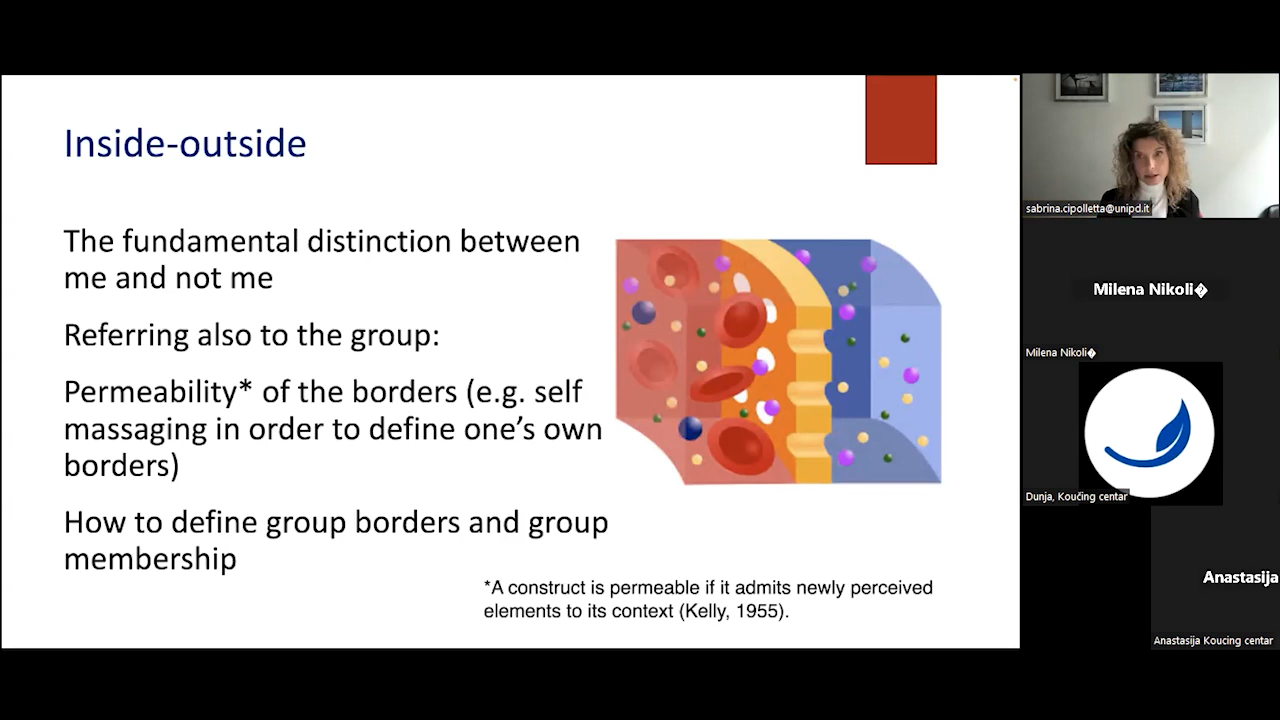 Inside-outside
The fundamental distinction between
me and not me
Referring also to the group:
Permeability* of the borders (e.g. self
massaging in order to define one’s own
borders)
How to define group borders and group
membership
*A construct is permeable if it admits newly perceived
elements to its context (Kelly, 1955).
sabrina.cipolletta@unipd.it
Milena Nikoli�
Milena Nikoli�
Dunja, Koučing centar
Anastasija
Anastasija Koucing centar